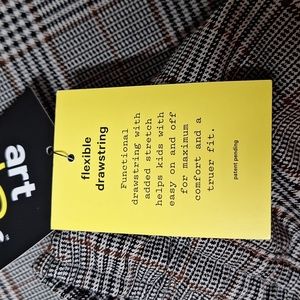 flexible
drawstring
Functional
drawstring with
added stretch
helps kids with
easy on and off
for maximum
comfort and a
truer fit.
patent pending
art